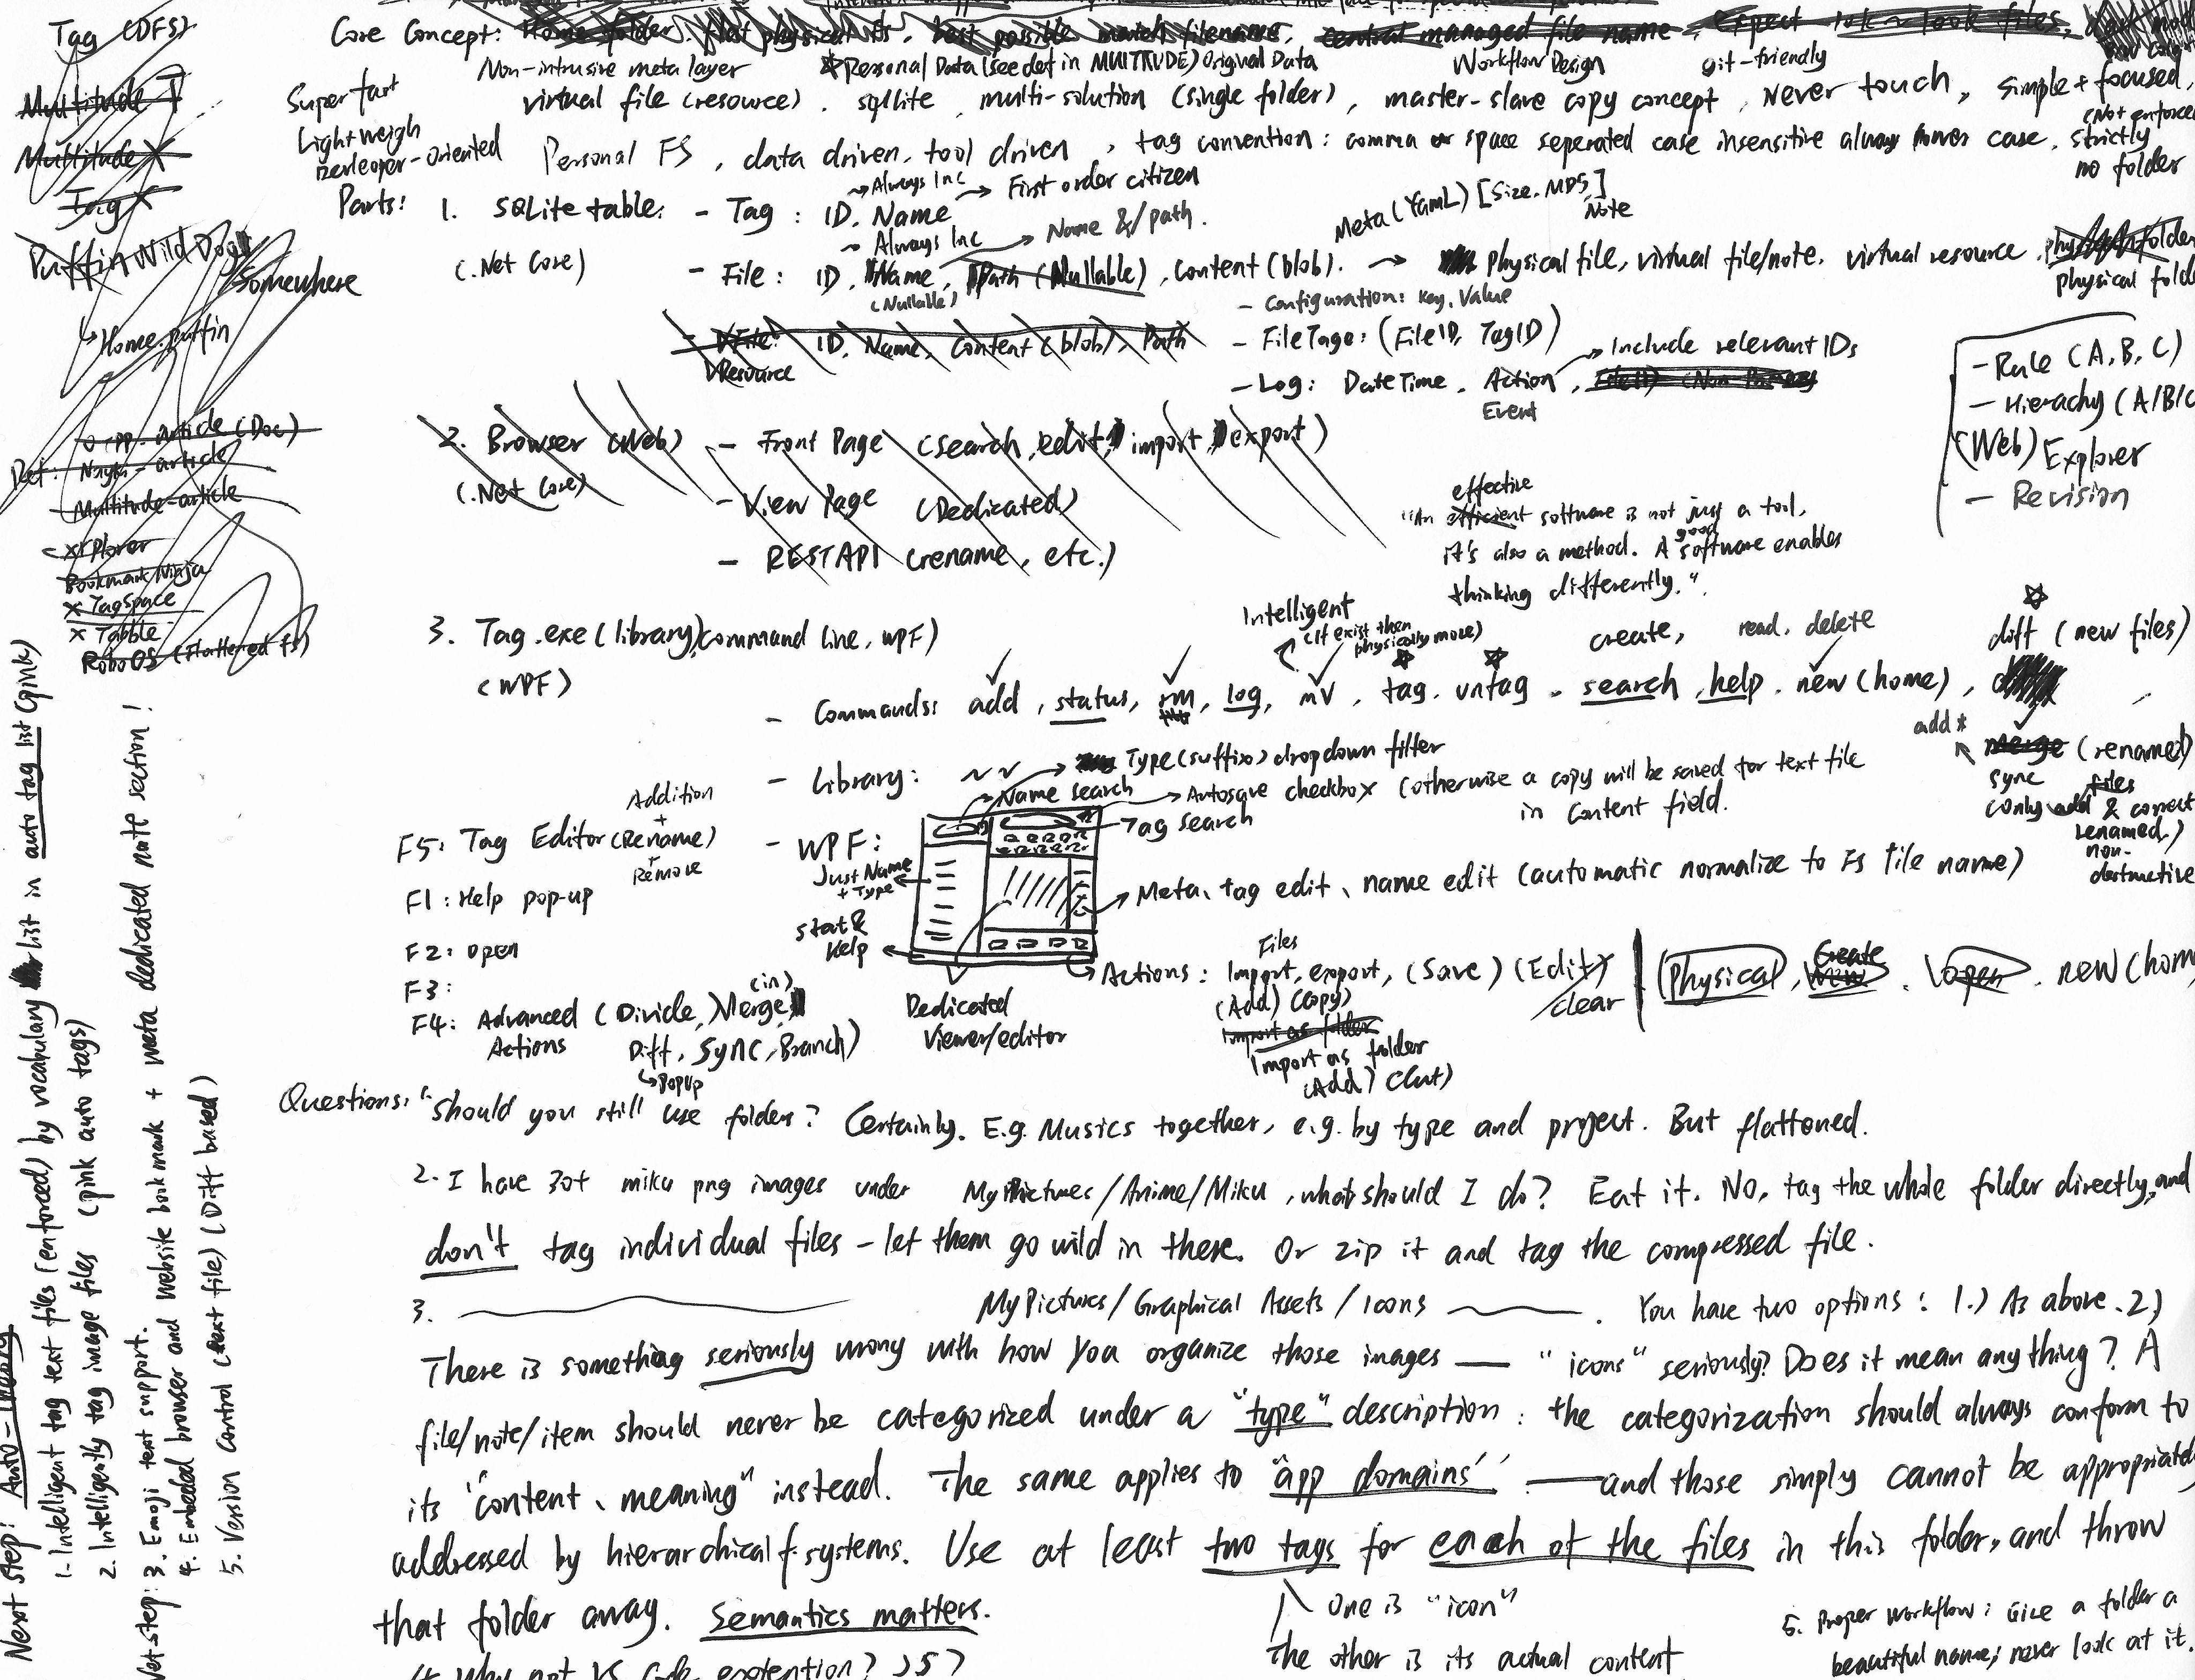 Tag (DFS)
Multitude T
Multitude X
Tag X
Puffin Wild Dog
Somewhere
Home.puffin
cpp-article (Doc)
article
Multitude-article
Xplorer
Bookmark Ninja
X TagSpace
X Tabble
RoboOS (Flattered FS)
Core Concept: Home folder, flat physical fs, best possible match filename, central managed file name, expect look files,
Non-intrusive meta layer
☆Personal Data (see def in MULTITUDE) Original Data
Workflow Design
git-friendly
Super fast
virtual file (resource). sqllite, multi-solution (single folder), master-slave copy concept, Never touch, simple + focused,
(Not enforced
Lightweigh
Developer-oriented
Personal FS, data driven, tool driven, tag convention: comma or space seperated case insensitive always lower case, strictly
no folder
Parts: 1. SQLite table:
(.Net Core)
- Tag: ID, Name
→ Always Inc → First order citizen
→ Always Inc
→ Name &/path.
Meta (YAML) [Size, MD5,]
Note
- File: ID, Name, Path (Nullable), Content (blob). → physical file, virtual file/note, virtual resource, physical folder
(Nullable)
physical folde
- Configuration: key, Value
File: ID, Name, Content (blob), Path
Resource
- FileTags: (FileID, TagID)
- Log: DateTime, Action,
Event
→ Include relevant IDs
- Rule (A, B, C)
- Hierachy (A/B/C
(Web) Explorer
- Revision
2. Browser (Web)
(.Net Core)
- Front Page (search, edit, import, export)
- View Page (Dedicated)
- REST API (rename, etc.)
"An efficient software is not just a tool,
effective
it's also a method. A good software enables
thinking differently."
3. Tag.exe (library, command line, WPF)
(WPF)
Intelligent
(If exist then
physically move)
create, read, delete
diff (new files)
- Commands: add, status, rm, log, mv, tag, untag, search, help, new (home),
add *
merge (renamed)
sync files
(only add & correct
renamed.)
non-
destructive
- Library:
→ Type (suffix) dropdown filter
→ Name search
→ Autosave checkbox (otherwise a copy will be saved for text file
in content field.
→ Tag search
- WPF:
Just Name
+ Type
Stat &
Help
→ Meta, tag edit, name edit (automatic normalize to FS file name)
Dedicated
Viewer/editor
→ Actions: Import, export, (Save) (Edit)
Files
(Add) (Copy)
clear
Import as folder
Import as folder
(Add) (Cut)
(Physical), Create, open, new (hom
Addition
+
F5: Tag Editor (Rename)
+
Remove
F1: Help pop-up
F2: open
F3:
F4: Advanced (Divide, Merge,
(in)
Actions Diff, Sync, Branch)
→ Popup
Questions: "should you still use folder? Certainly. E.g. Musics together, e.g. by type and project. But flattoned.
2. I have 30+ miku png images under MyPictures/Anime/Miku, what should I do? Eat it. No, tag the whole folder directly, and
don't tag individual files - let them go wild in there. Or zip it and tag the compressed file.
3. MyPictures/Graphical Assets/Icons. You have two options: 1.) As above. 2)
There is something seriously wrong with how you organize those images — "icons" seriously? Does it mean anything? A
file/note/item should never be categorized under a "type" description: the categorization should always conform to
its "content, meaning" instead. The same applies to "app domains" — and those simply cannot be appropriately
addressed by hierarchical f. systems. Use at least two tags for each of the files in this folder, and throw
that folder away. Semantics matters.
One is "icon"
The other is its actual content
4. Why not VS Code extention? JS?
5. Proper workflow: Give a folder a
beautiful name; never look at it.
Next Step:
1. Intelligent tag text files (enforced) by vocabulary list in auto tag list (pink)
2. Intelligently tag image files (pink auto tags)
3. Emoji text support.
4. Embeded browser and website bookmark + meta dedicated note section!
5. Version Control (text file) (Diff based)